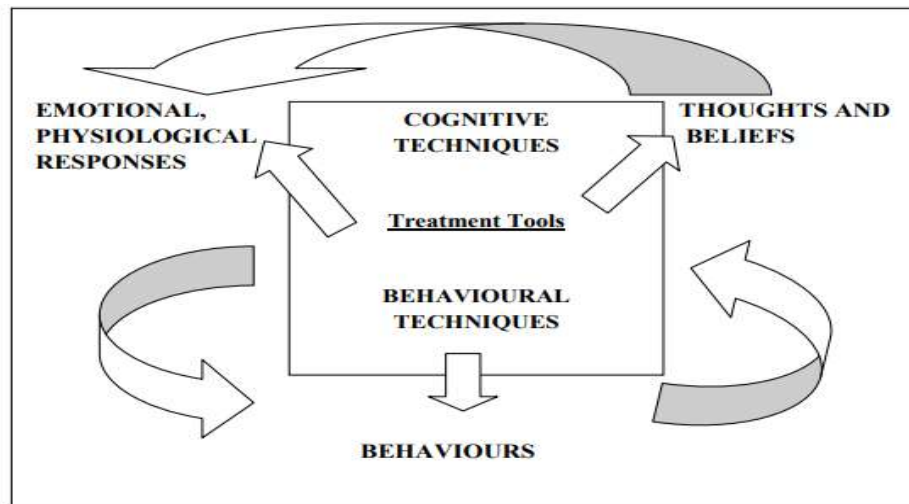 EMOTIONAL,
PHYSIOLOGICAL
RESPONSES
COGNITIVE
TECHNIQUES
THOUGHTS AND
BELIEFS
Treatment Tools
BEHAVIOURAL
TECHNIQUES
BEHAVIOURS